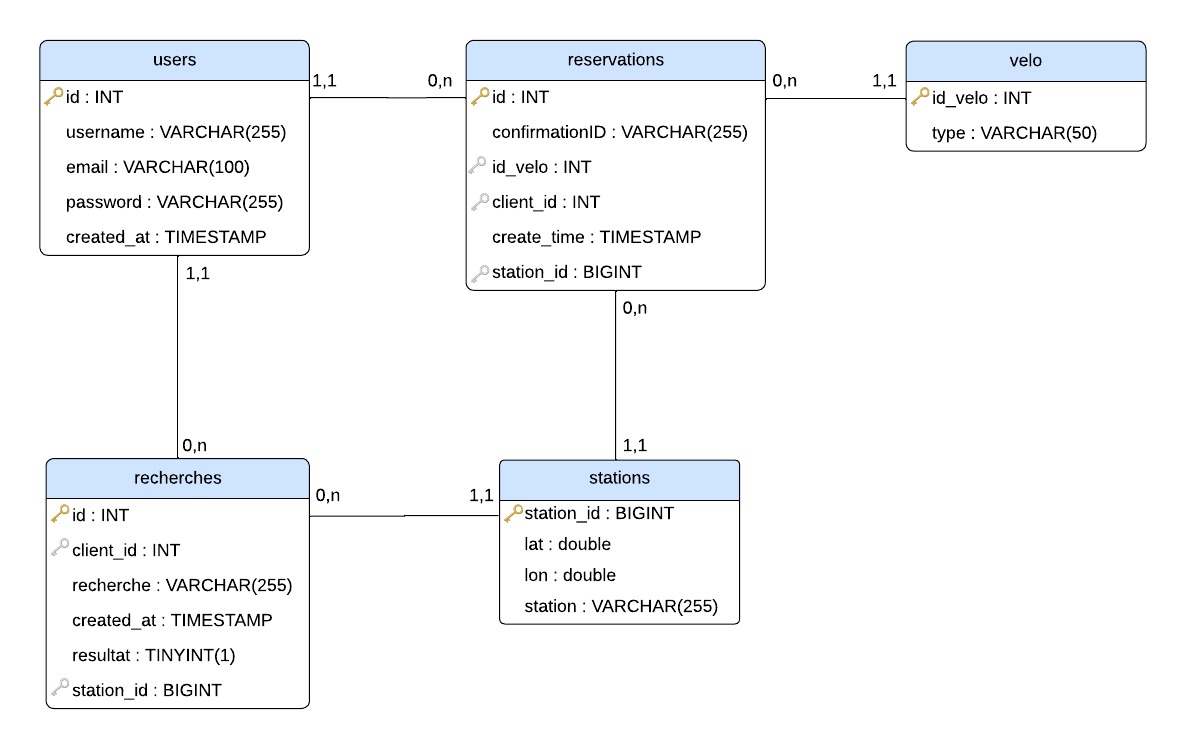 users
id : INT
username : VARCHAR(255)
email : VARCHAR(100)
password : VARCHAR(255)
created_at : TIMESTAMP
1,1
0,n
reservations
id : INT
confirmationID : VARCHAR(255)
id_velo : INT
client_id : INT
create_time : TIMESTAMP
station_id : BIGINT
0,n
1,1
velo
id_velo : INT
type : VARCHAR(50)
1,1
0,n
0,n
1,1
recherches
id : INT
client_id : INT
recherche : VARCHAR(255)
created_at : TIMESTAMP
resultat : TINYINT(1)
station_id : BIGINT
0,n
1,1
stations
station_id : BIGINT
lat : double
lon : double
station : VARCHAR(255)